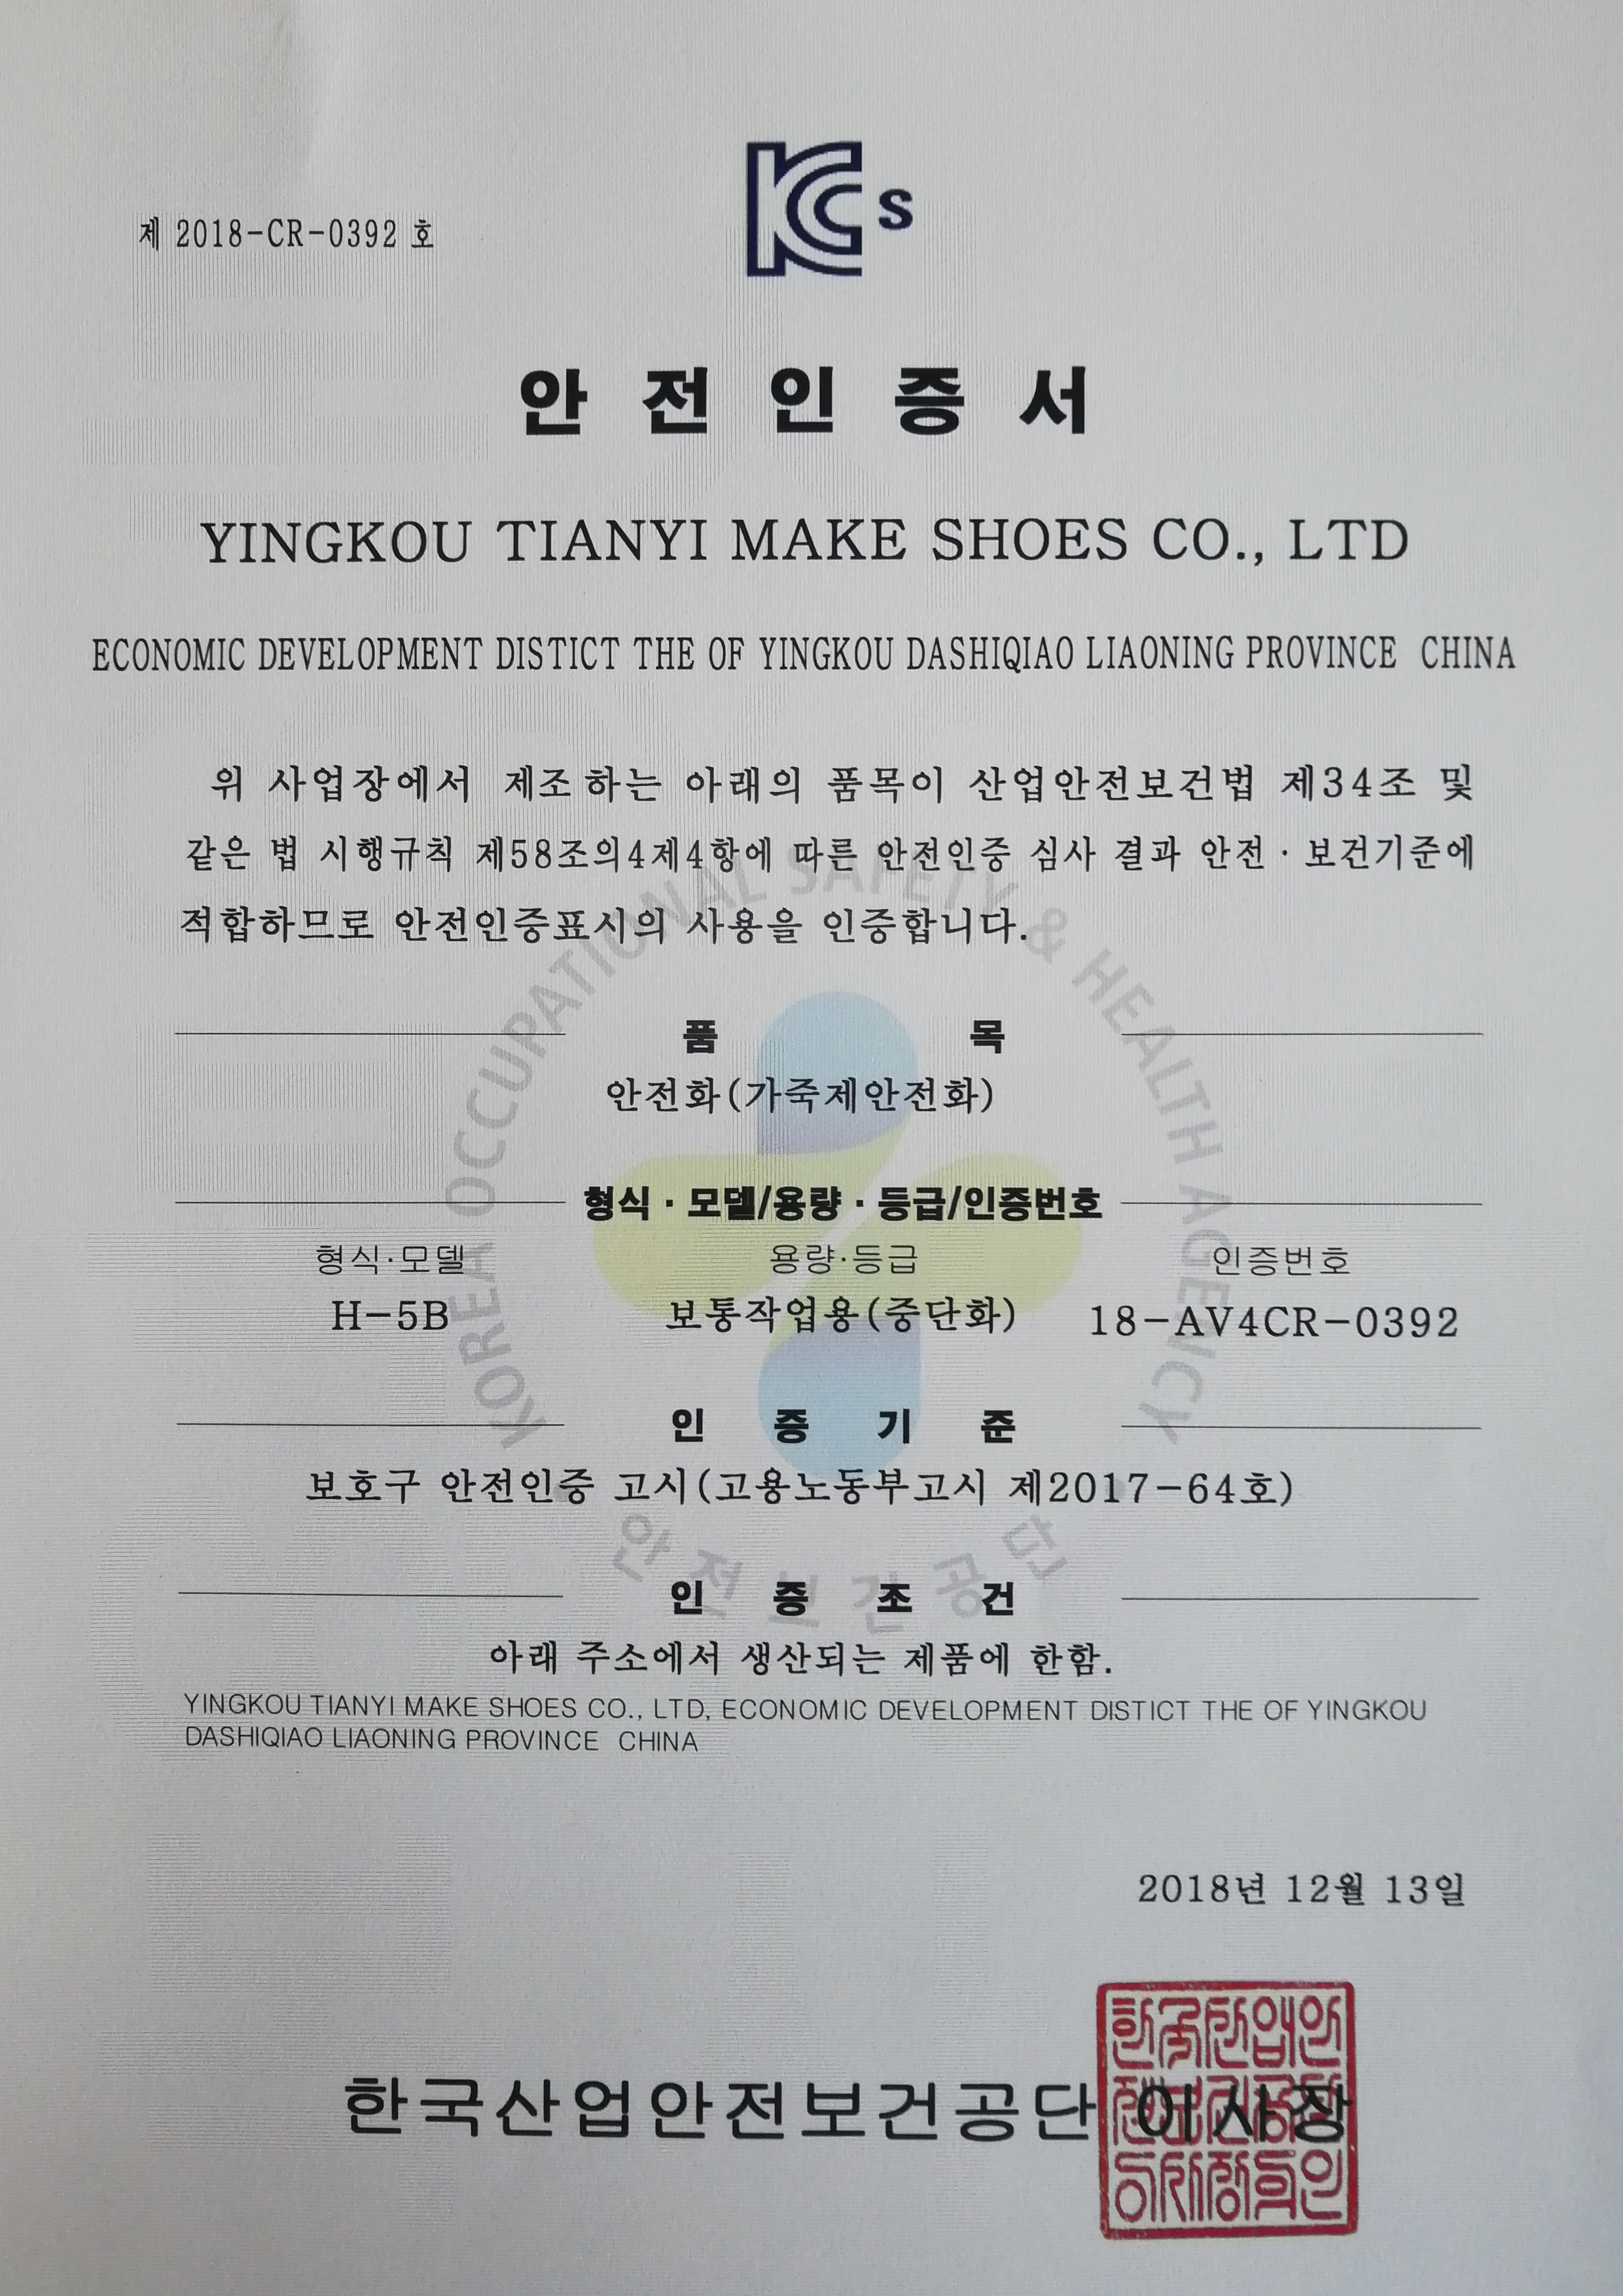 제 2018-CR-0392 호
KC s
안 전 인 증 서
YINGKOU TIANYI MAKE SHOES CO., LTD
ECONOMIC DEVELOPMENT DISTICT THE OF YINGKOU DASHIQIAO LIAONING PROVINCE CHINA
위 사업장에서 제조하는 아래의 품목이 산업안전보건법 제34조 및
같은 법 시행규칙 제58조의4제4항에 따른 안전인증 심사 결과 안전·보건기준에
적합하므로 안전인증표시의 사용을 인증합니다.
KOREA OCCUPATIONAL SAFETY & HEALTH AGENCY
품 목
안전화(가죽제안전화)
형식·모델/용량·등급/인증번호
형식·모델 용량·등급 인증번호
H-5B 보통작업용(중단화) 18-AV4CR-0392
인 증 기 준
보호구 안전인증 고시(고용노동부고시 제2017-64호)
안전보건공단
인 증 조 건
아래 주소에서 생산되는 제품에 한함.
YINGKOU TIANYI MAKE SHOES CO., LTD, ECONOMIC DEVELOPMENT DISTICT THE OF YINGKOU
DASHIQIAO LIAONING PROVINCE CHINA
2018년 12월 13일
한국산업안전보건공단 이사장